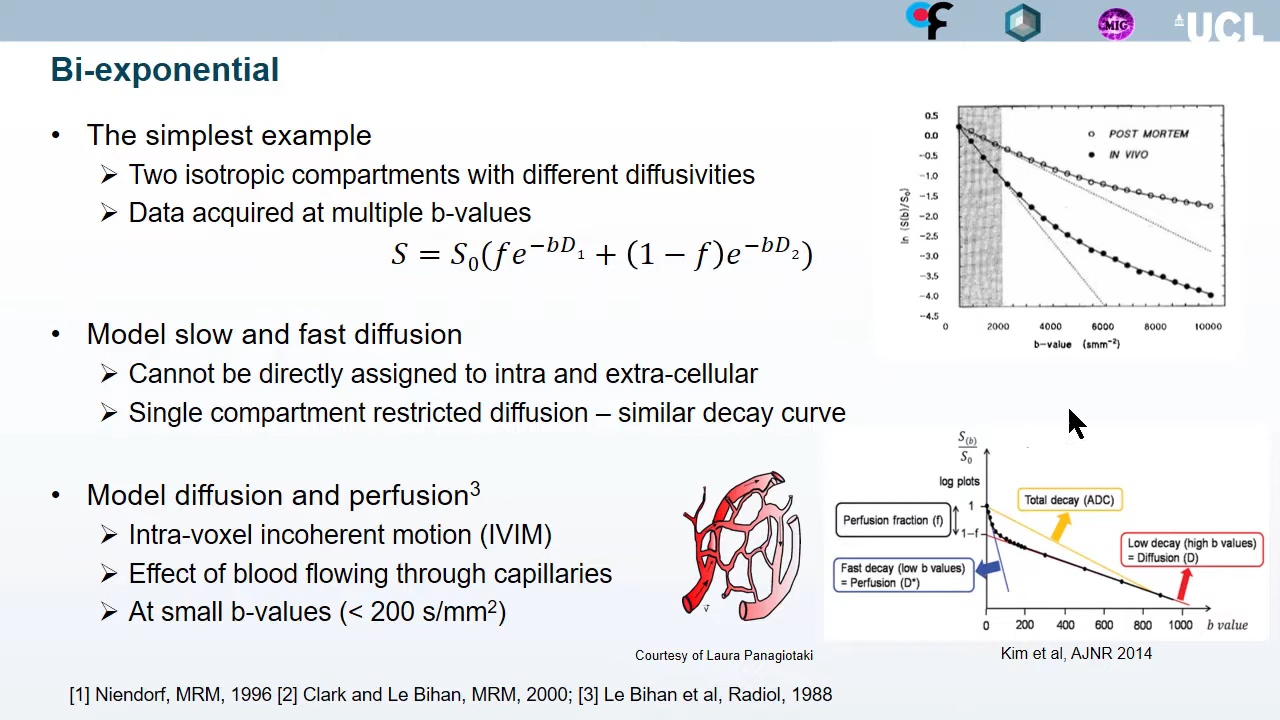 CF
MIG
UCL
Bi-exponential
• The simplest example
➢ Two isotropic compartments with different diffusivities
➢ Data acquired at multiple b-values
S = S₀(fe^{−bD₁} + (1 − f)e^{−bD₂})
• Model slow and fast diffusion
➢ Cannot be directly assigned to intra and extra-cellular
➢ Single compartment restricted diffusion – similar decay curve
• Model diffusion and perfusion³
➢ Intra-voxel incoherent motion (IVIM)
➢ Effect of blood flowing through capillaries
➢ At small b-values (< 200 s/mm²)
0.5
0.0
-0.5
-1.0
-1.5
-2.0
-2.5
-3.0
-3.5
-4.0
-4.5
ln (S(b)/S₀)
○ POST MORTEM
● IN VIVO
0 2000 4000 6000 8000 10000
b-value (smm⁻²)
S(b)
S₀
log plots
1
1–f
Perfusion fraction (f)
Total decay (ADC)
Low decay (high b values)
= Diffusion (D)
Fast decay (low b values)
= Perfusion (D*)
0 200 400 600 800 1000 b value
Courtesy of Laura Panagiotaki
Kim et al, AJNR 2014
[1] Niendorf, MRM, 1996 [2] Clark and Le Bihan, MRM, 2000; [3] Le Bihan et al, Radiol, 1988